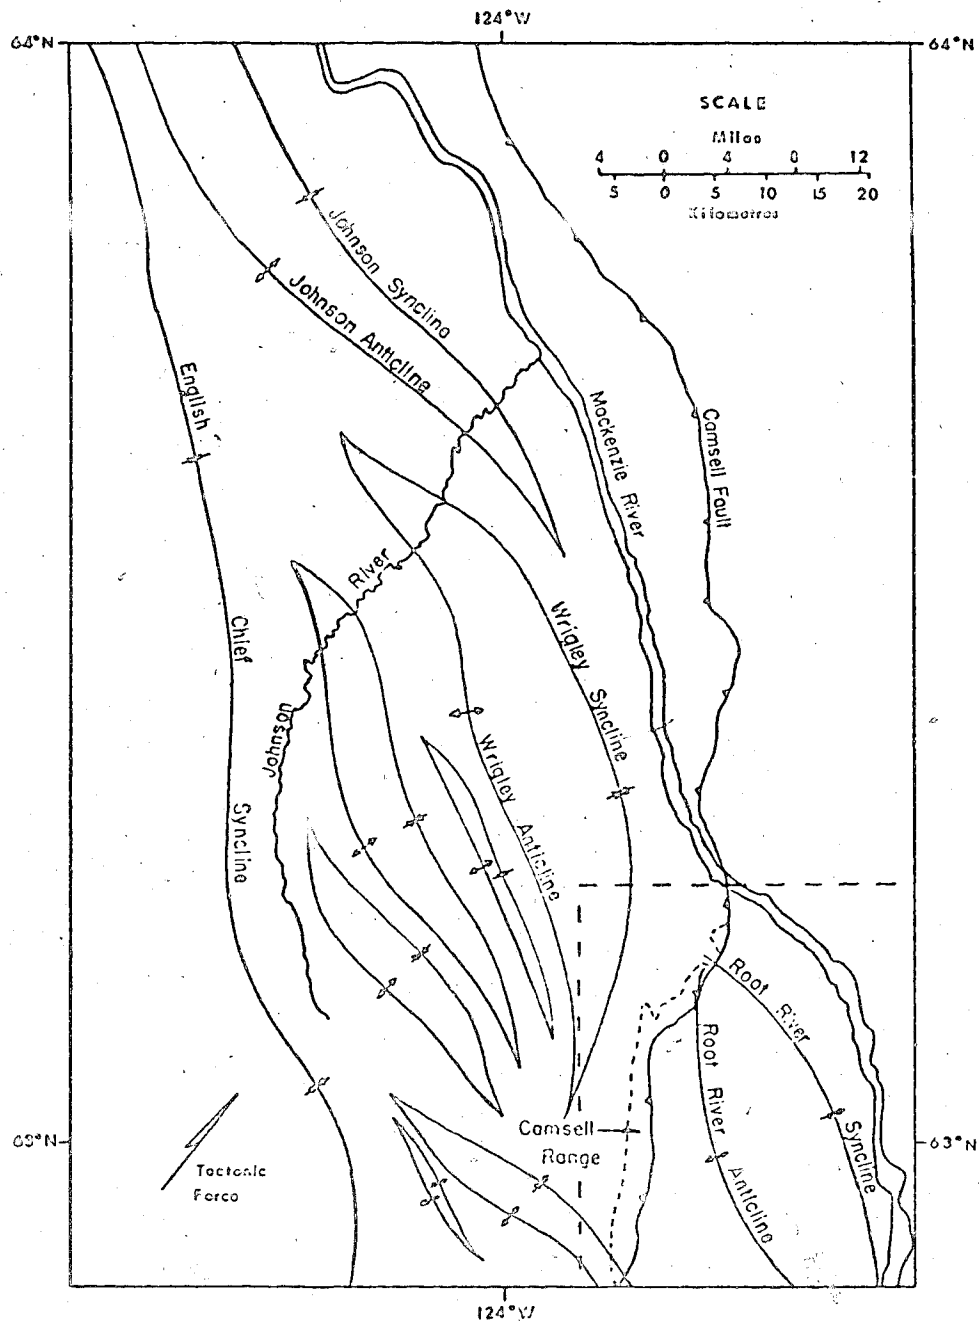 124°W
64°N
64°N
SCALE
Miles
4 0 4 8 12
5 0 5 10 15 20
Kilometres
Johnson Syncline
Johnson Anticline
English Chief Syncline
Mackenzie River
Camsell Fault
Johnson River
Wrigley Syncline
Wrigley Anticline
Root River Syncline
Root River Anticline
Camsell
Range
63°N
63°N
Tectonic
Force
124°W